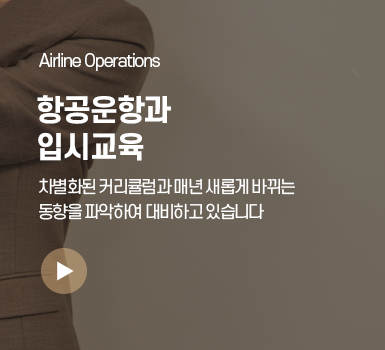 Airline Operations
항공운항과
입시교육
차별화된 커리큘럼과 매년 새롭게 바뀌는
동향을 파악하여 대비하고 있습니다